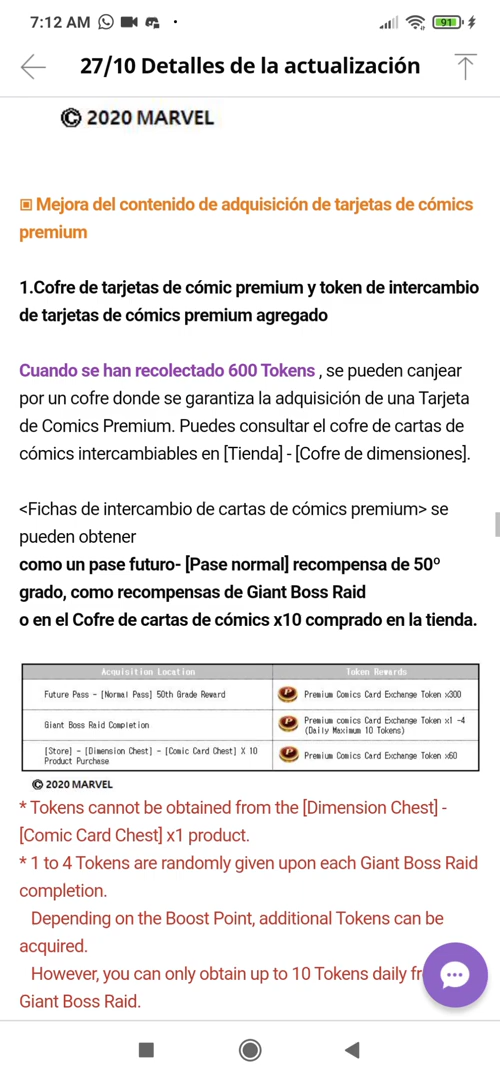 7:12 AM
91
27/10 Detalles de la actualización
© 2020 MARVEL
▣ Mejora del contenido de adquisición de tarjetas de cómics
premium
1.Cofre de tarjetas de cómic premium y token de intercambio
de tarjetas de cómics premium agregado
Cuando se han recolectado 600 Tokens , se pueden canjear
por un cofre donde se garantiza la adquisición de una Tarjeta
de Comics Premium. Puedes consultar el cofre de cartas de
cómics intercambiables en [Tienda] - [Cofre de dimensiones].
<Fichas de intercambio de cartas de cómics premium> se
pueden obtener
como un pase futuro- [Pase normal] recompensa de 50º
grado, como recompensas de Giant Boss Raid
o en el Cofre de cartas de cómics x10 comprado en la tienda.
Acquisition Location Token Rewards
Future Pass - [Normal Pass] 50th Grade Reward P Premium Comics Card Exchange Token x300
Giant Boss Raid Completion P Premium comics Card Exchange Token x1 -4
(Daily Maximum 10 Tokens)
[Store] - [Dimension Chest] - [Comic Card Chest] X 10
Product Purchase P Premium Comics Card Exchange Token x60
© 2020 MARVEL
* Tokens cannot be obtained from the [Dimension Chest] -
[Comic Card Chest] x1 product.
* 1 to 4 Tokens are randomly given upon each Giant Boss Raid
completion.
Depending on the Boost Point, additional Tokens can be
acquired.
However, you can only obtain up to 10 Tokens daily
Giant Boss Raid.